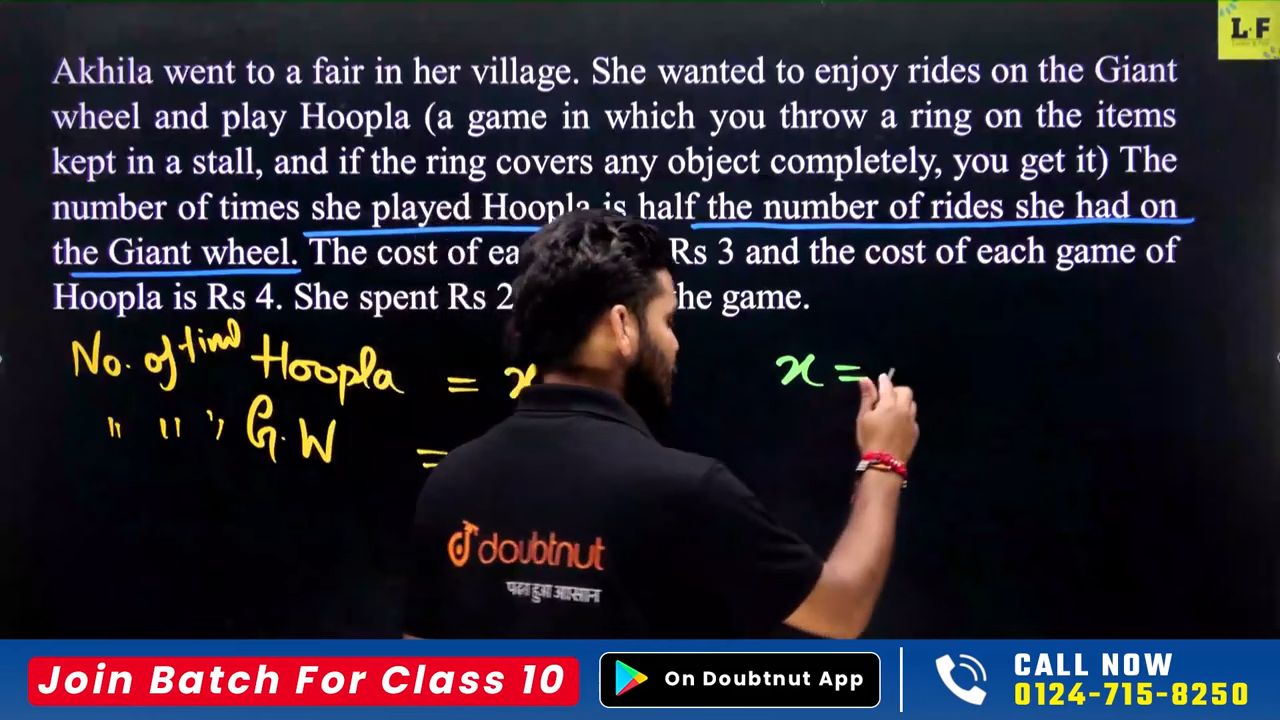 L·F
Akhila went to a fair in her village. She wanted to enjoy rides on the Giant
wheel and play Hoopla (a game in which you throw a ring on the items
kept in a stall, and if the ring covers any object completely, you get it) The
number of times she played Hoopla is half the number of rides she had on
the Giant wheel. The cost of ea Rs 3 and the cost of each game of
Hoopla is Rs 4. She spent Rs 2 he game.
No. of Hoopla = x
" " " G.W =
x =
doubtnut
पढ़ना हुआ आसान
Join Batch For Class 10
On Doubtnut App
CALL NOW
0124-715-8250